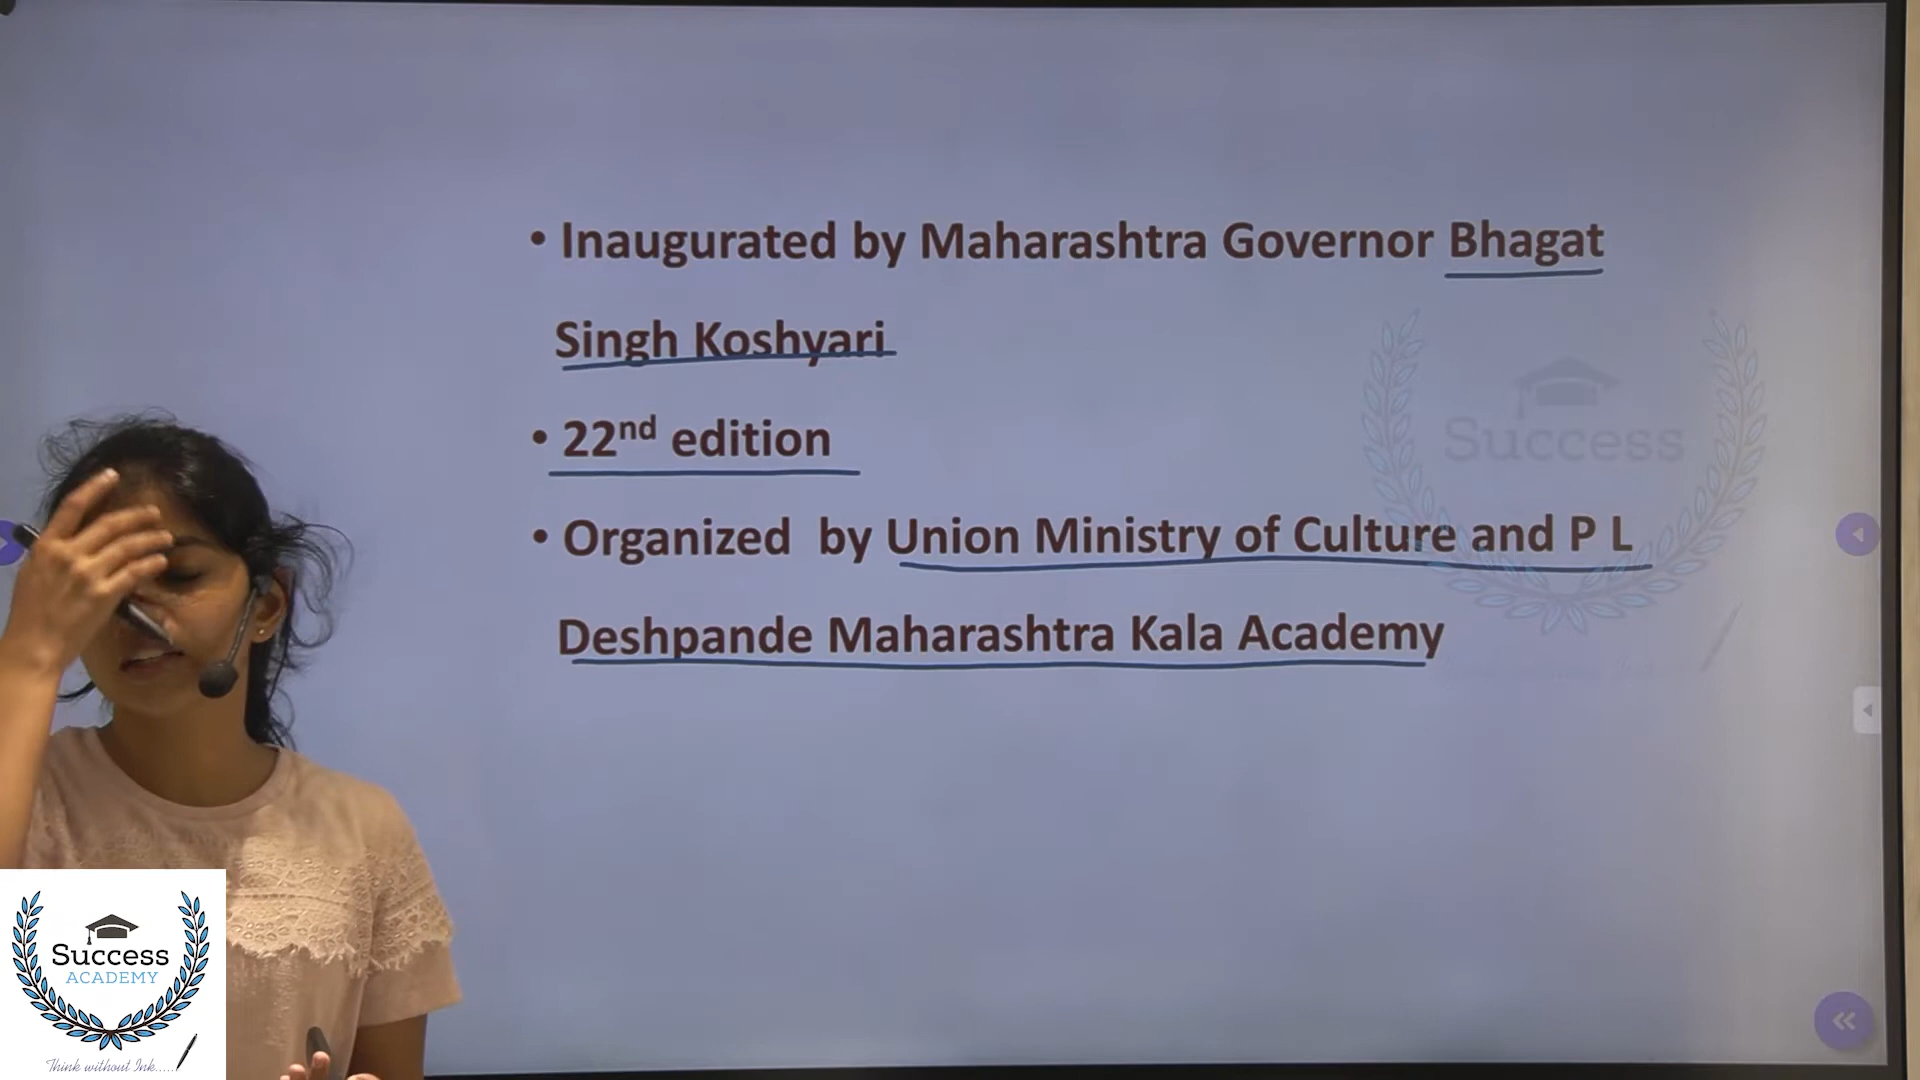 • Inaugurated by Maharashtra Governor Bhagat
Singh Koshyari
• 22nd edition
• Organized by Union Ministry of Culture and P L
Deshpande Maharashtra Kala Academy
Success
Success
ACADEMY
Think without Ink.....